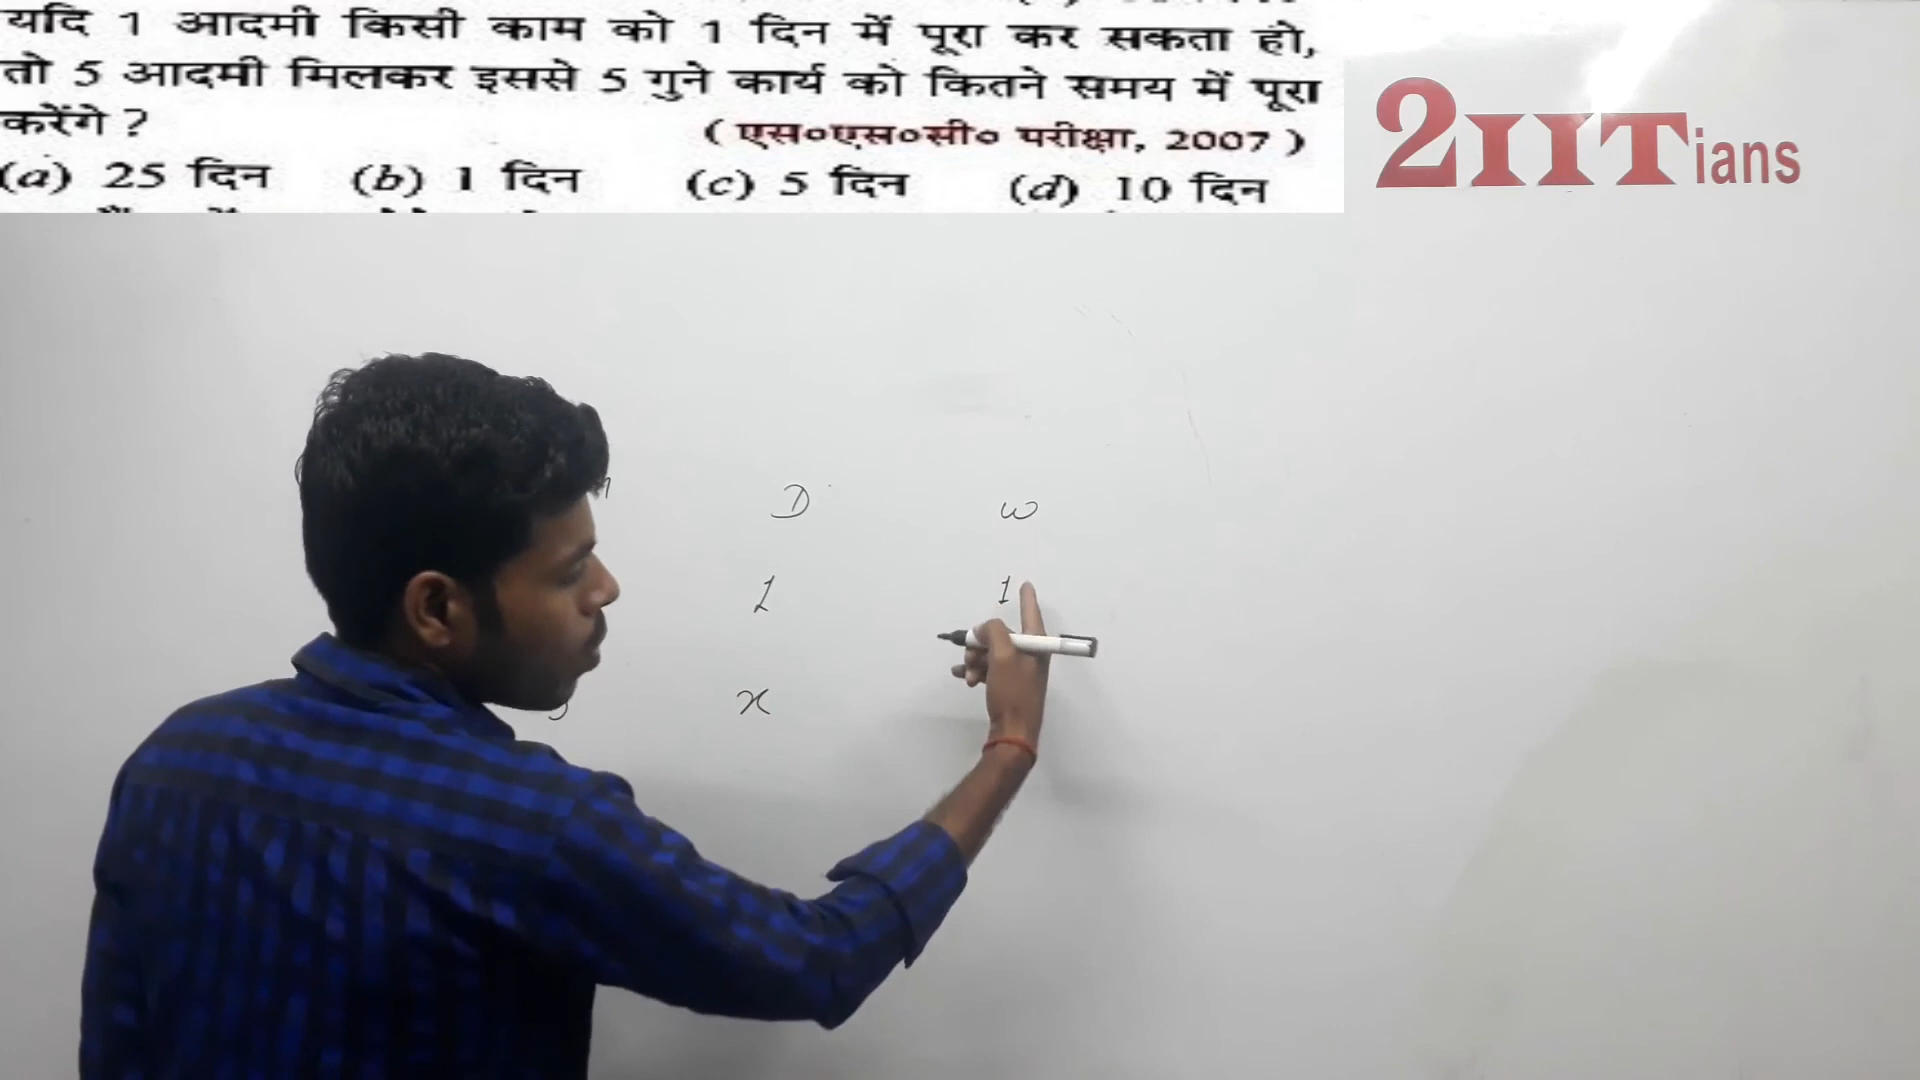 यदि 1 आदमी किसी काम को 1 दिन में पूरा कर सकता हो,
तो 5 आदमी मिलकर इससे 5 गुने कार्य को कितने समय में पूरा
करेंगे ?
( एस०एस०सी० परीक्षा, 2007 )
(a) 25 दिन (b) 1 दिन (c) 5 दिन (d) 10 दिन
2IITians
D w
1 1
x